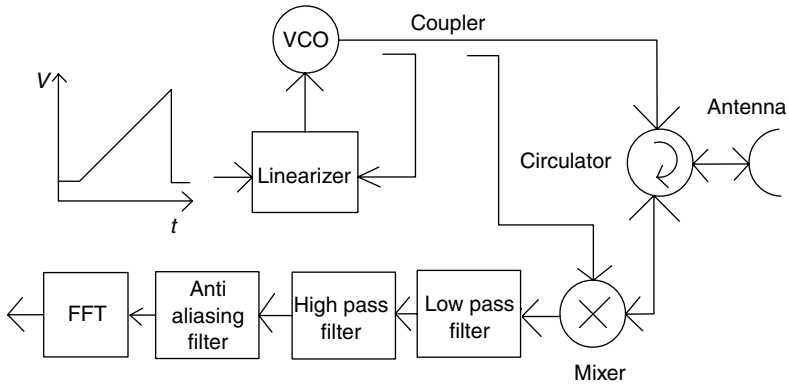 Coupler
VCO
V
t
Linearizer
Circulator
Antenna
FFT
Anti
aliasing
filter
High pass
filter
Low pass
filter
Mixer